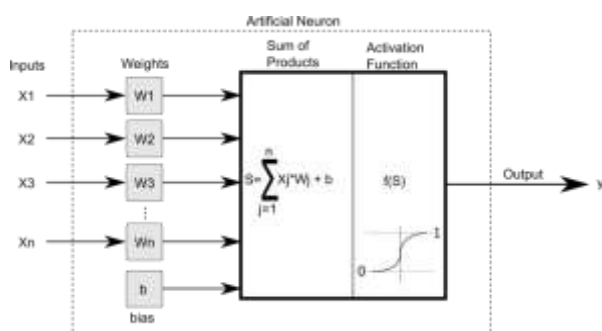 Artificial Neuron
Sum of Products
Activation Function
Inputs
Weights
X1
W1
X2
W2
X3
W3
Xn
Wn
b
bias
n
S=∑Xj*Wj + b
j=1
f(S)
1
0
Output
y